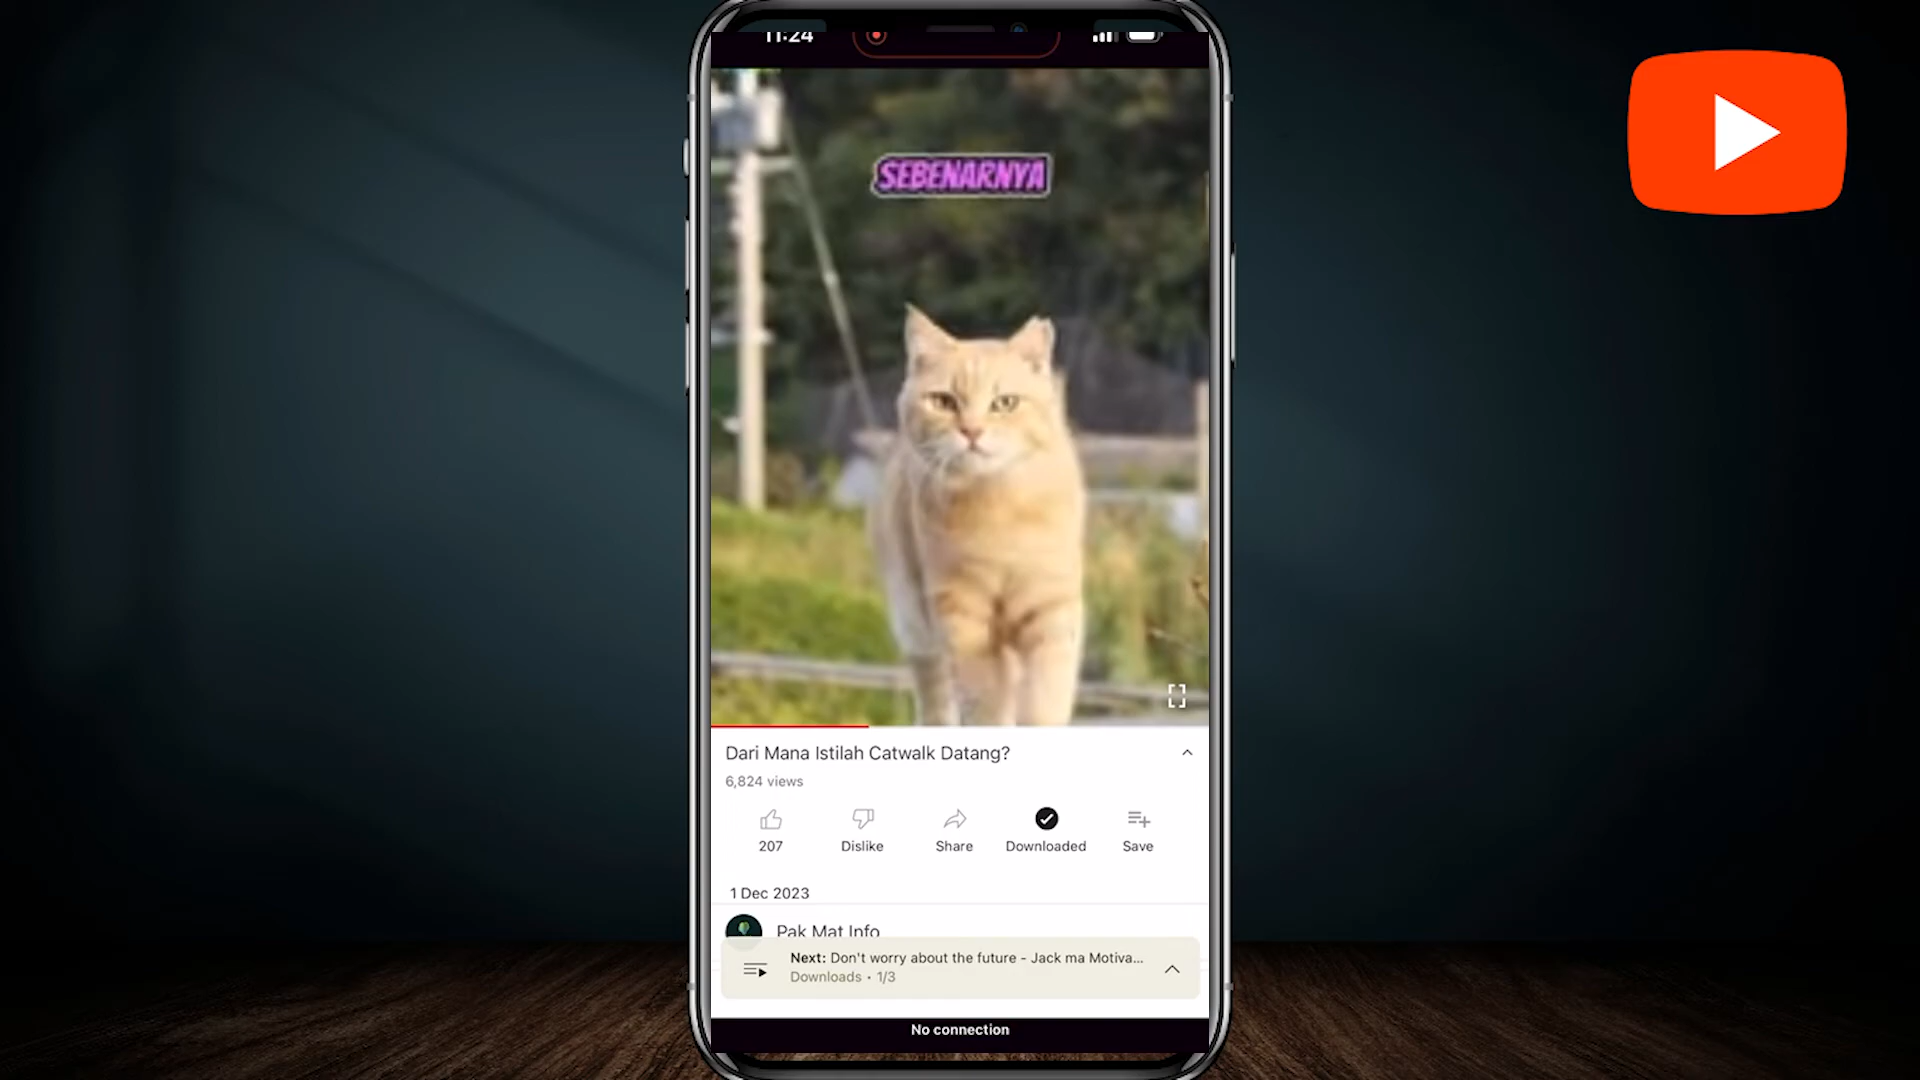 11:24
SEBENARNYA
Dari Mana Istilah Catwalk Datang?
6,824 views
207
Dislike
Share
Downloaded
Save
1 Dec 2023
Pak Mat Info
Next: Don't worry about the future - Jack ma Motiva...
Downloads • 1/3
No connection